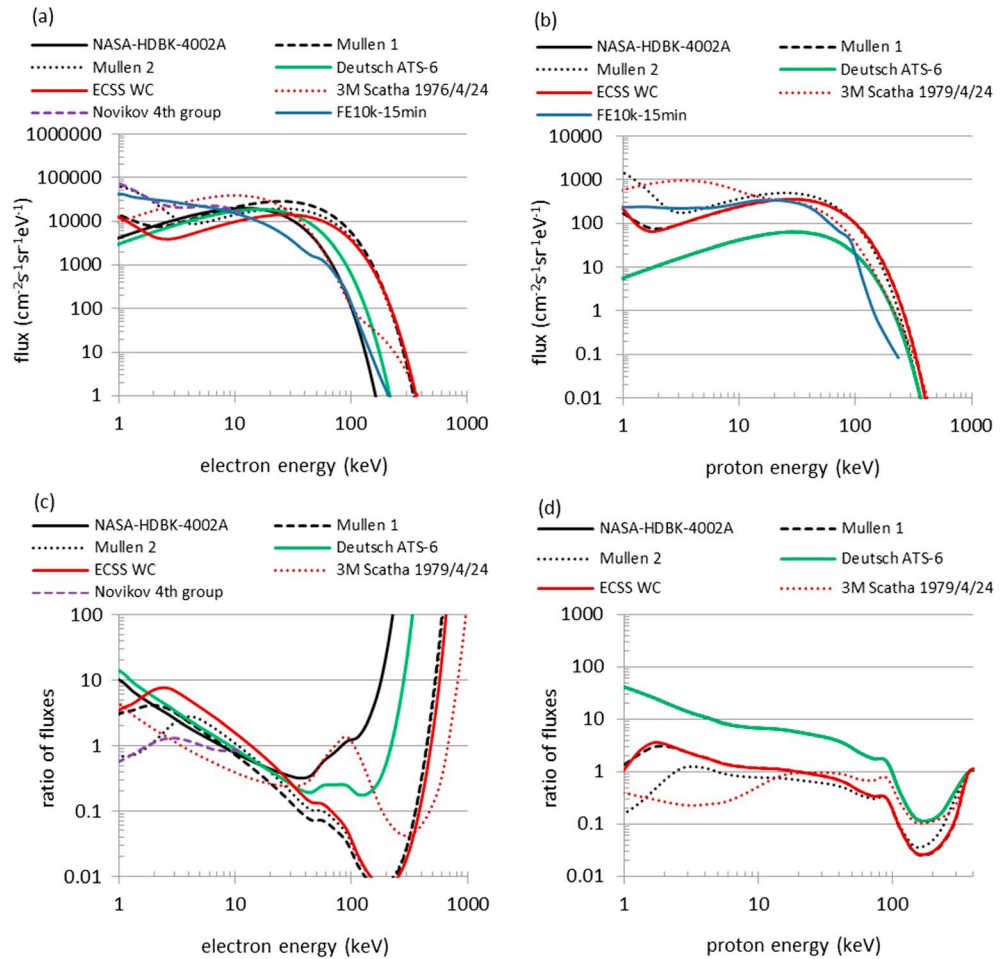 (a)
NASA-HDBK-4002A Mullen 1
Mullen 2 Deutsch ATS-6
ECSS WC 3M Scatha 1976/4/24
Novikov 4th group FE10k-15min
1000000
100000
10000
1000
100
10
1
flux (cm⁻²s⁻¹sr⁻¹eV⁻¹)
1 10 100 1000
electron energy (keV)
(b)
NASA-HDBK-4002A Mullen 1
Mullen 2 Deutsch ATS-6
ECSS WC 3M Scatha 1979/4/24
FE10k-15min
10000
1000
100
10
1
0.1
0.01
flux (cm⁻²s⁻¹sr⁻¹eV⁻¹)
1 10 100 1000
proton energy (keV)
(c)
NASA-HDBK-4002A Mullen 1
Mullen 2 Deutsch ATS-6
ECSS WC 3M Scatha 1979/4/24
Novikov 4th group
100
10
1
0.1
0.01
ratio of fluxes
1 10 100 1000
electron energy (keV)
(d)
NASA-HDBK-4002A Mullen 1
Mullen 2 Deutsch ATS-6
ECSS WC 3M Scatha 1979/4/24
1000
100
10
1
0.1
0.01
ratio of fluxes
1 10 100
proton energy (keV)